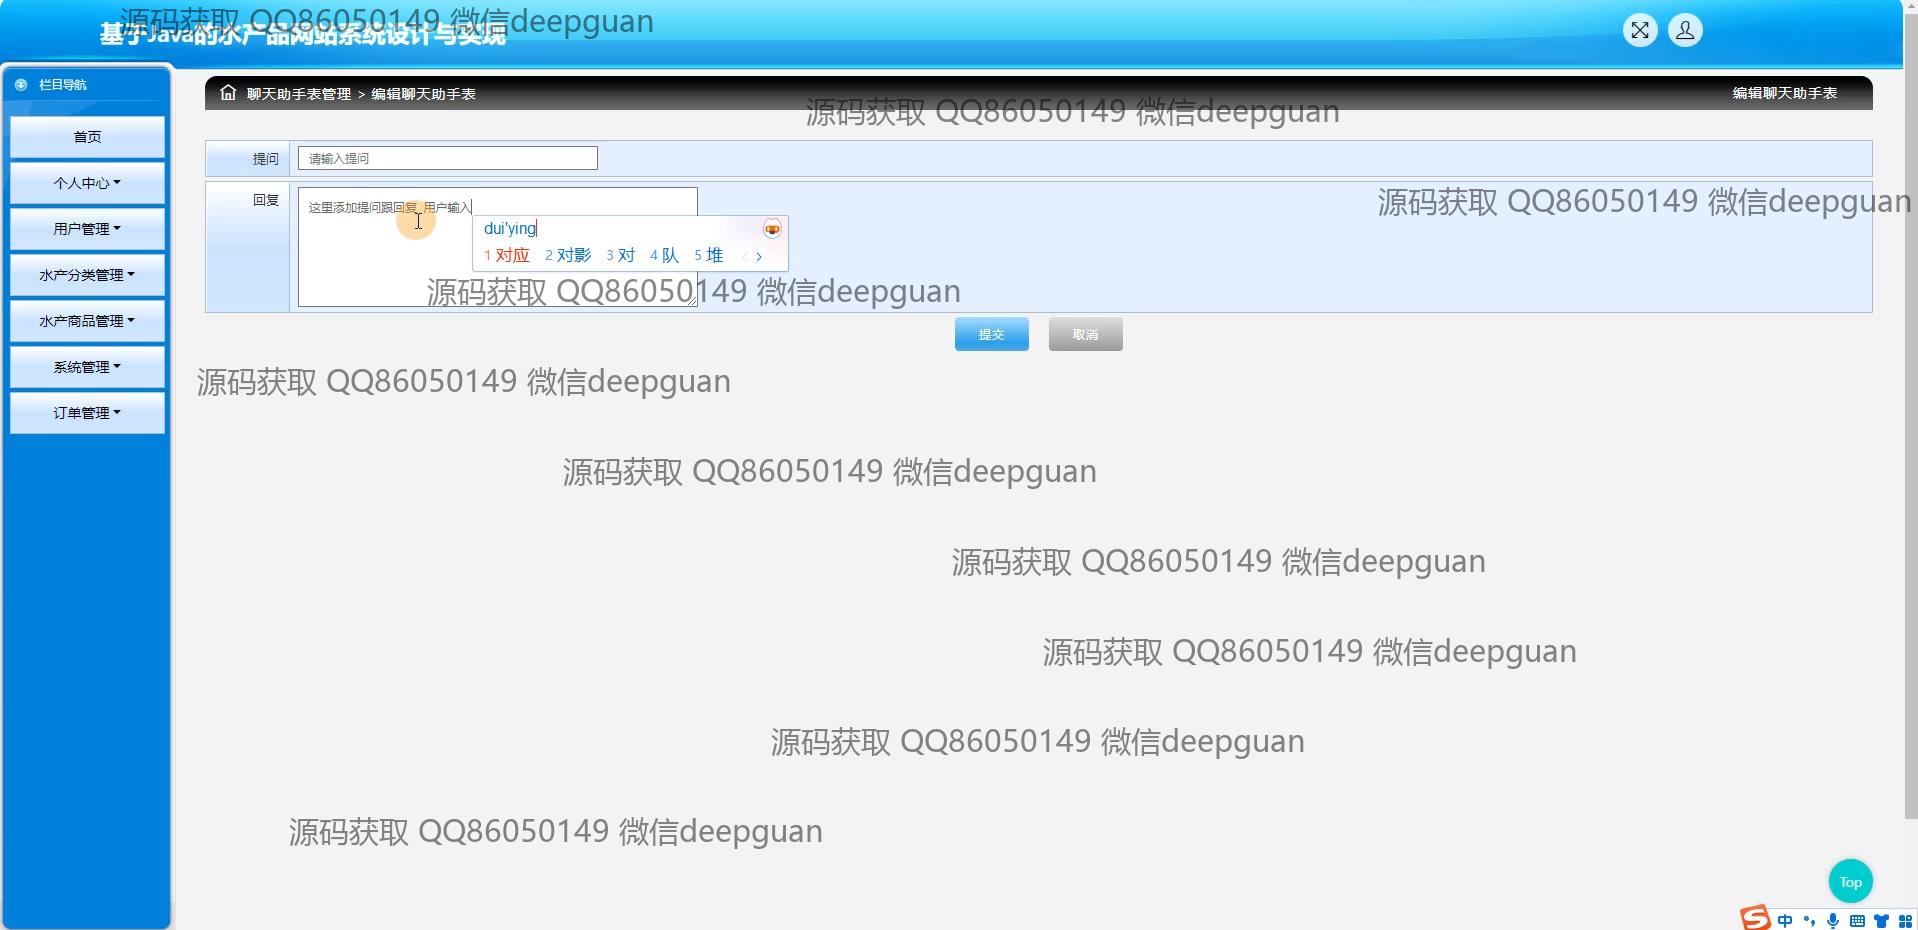 源码获取 QQ86050149 微信deepguan
基于Java的水产品网站系统设计与实现
栏目导航
首页
个人中心
用户管理
水产分类管理
水产商品管理
系统管理
订单管理
聊天助手表管理 > 编辑聊天助手表
编辑聊天助手表
源码获取 QQ86050149 微信deepguan
提问
请输入提问
回复
这里添加提问跟回复 用户输入
源码获取 QQ86050149 微信deepguan
dui'ying
1 对应 2 对影 3 对 4 队 5 堆
源码获取 QQ86050149 微信deepguan
提交
取消
源码获取 QQ86050149 微信deepguan
源码获取 QQ86050149 微信deepguan
源码获取 QQ86050149 微信deepguan
源码获取 QQ86050149 微信deepguan
源码获取 QQ86050149 微信deepguan
源码获取 QQ86050149 微信deepguan
Top
中